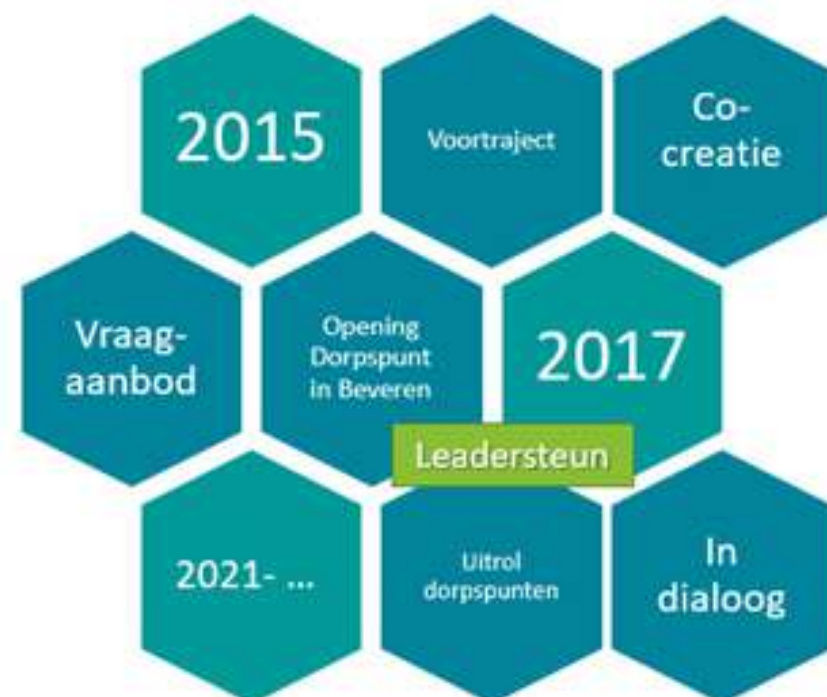 2015
Voortraject
Co-
creatie
Vraag-
aanbod
Opening
Dorpspunt
in Beveren
2017
Leadersteun
2021- ...
Uitrol
dorpspunten
In
dialoog